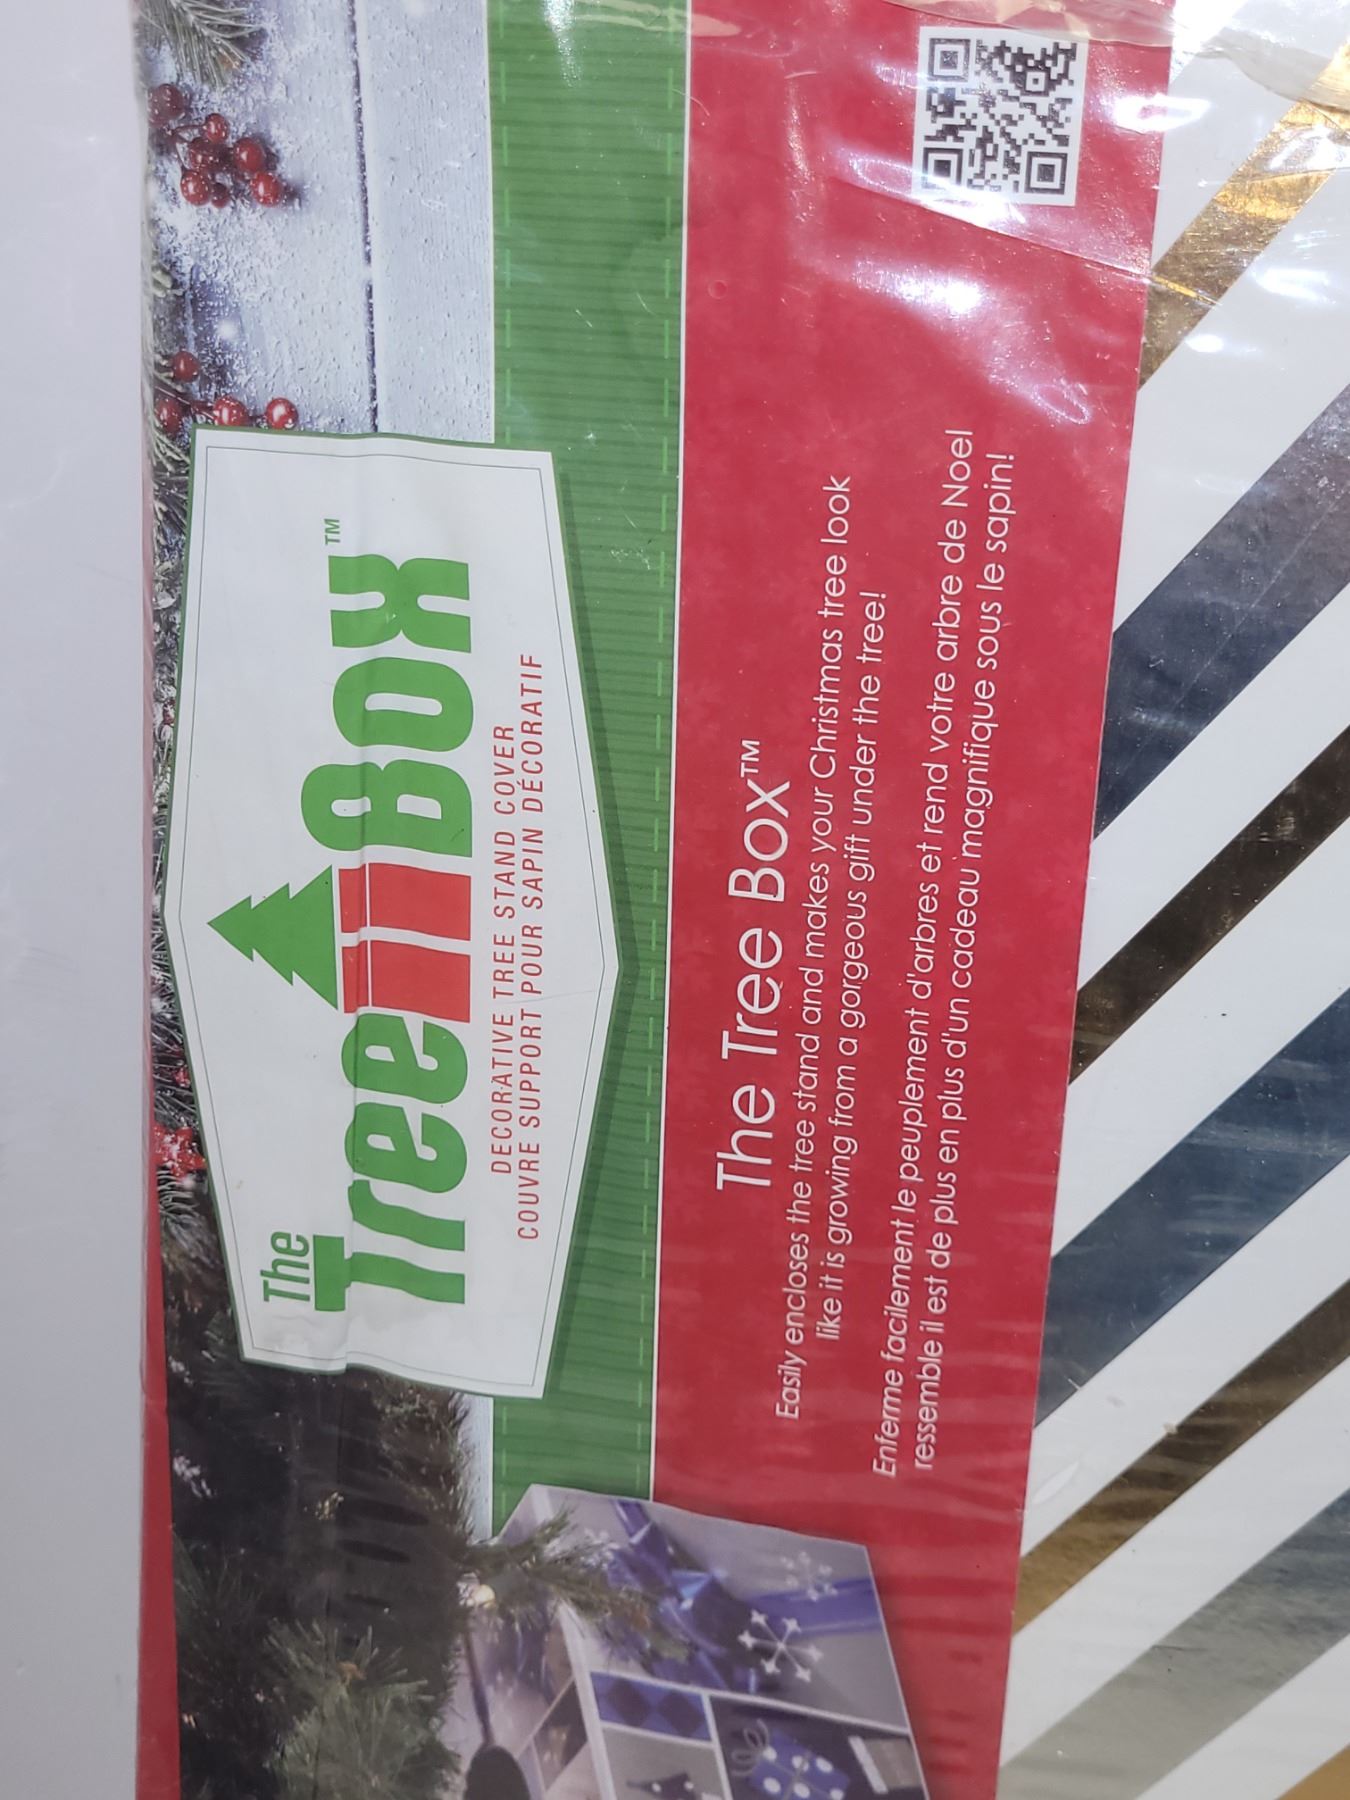 The
TreeBox™
DECORATIVE TREE STAND COVER
COUVRE SUPPORT POUR SAPIN DÉCORATIF
The Tree Box™
Easily encloses the tree stand and makes your Christmas tree look
like it is growing from a gorgeous gift under the tree!
Enferme facilement le peuplement d'arbres et rend votre arbre de Noel
ressemble il est de plus en plus d'un cadeau magnifique sous le sapin!